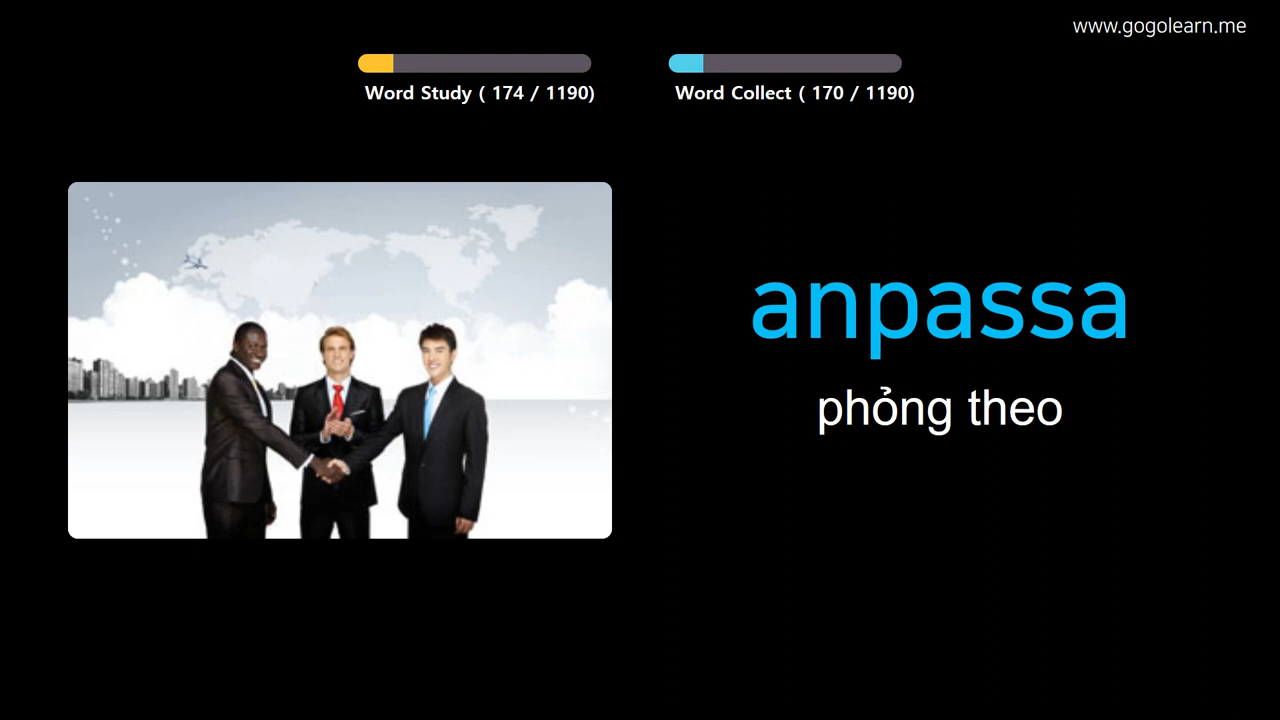 www.gogolearn.me
Word Study ( 174 / 1190)
Word Collect ( 170 / 1190)
anpassa
phỏng theo